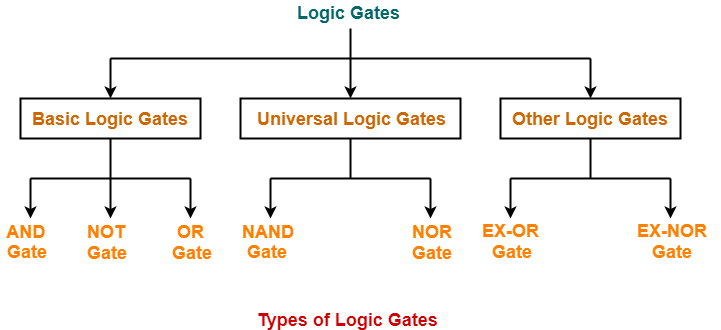 Logic Gates
Basic Logic Gates
Universal Logic Gates
Other Logic Gates
AND
Gate
NOT
Gate
OR
Gate
NAND
Gate
NOR
Gate
EX-OR
Gate
EX-NOR
Gate
Types of Logic Gates